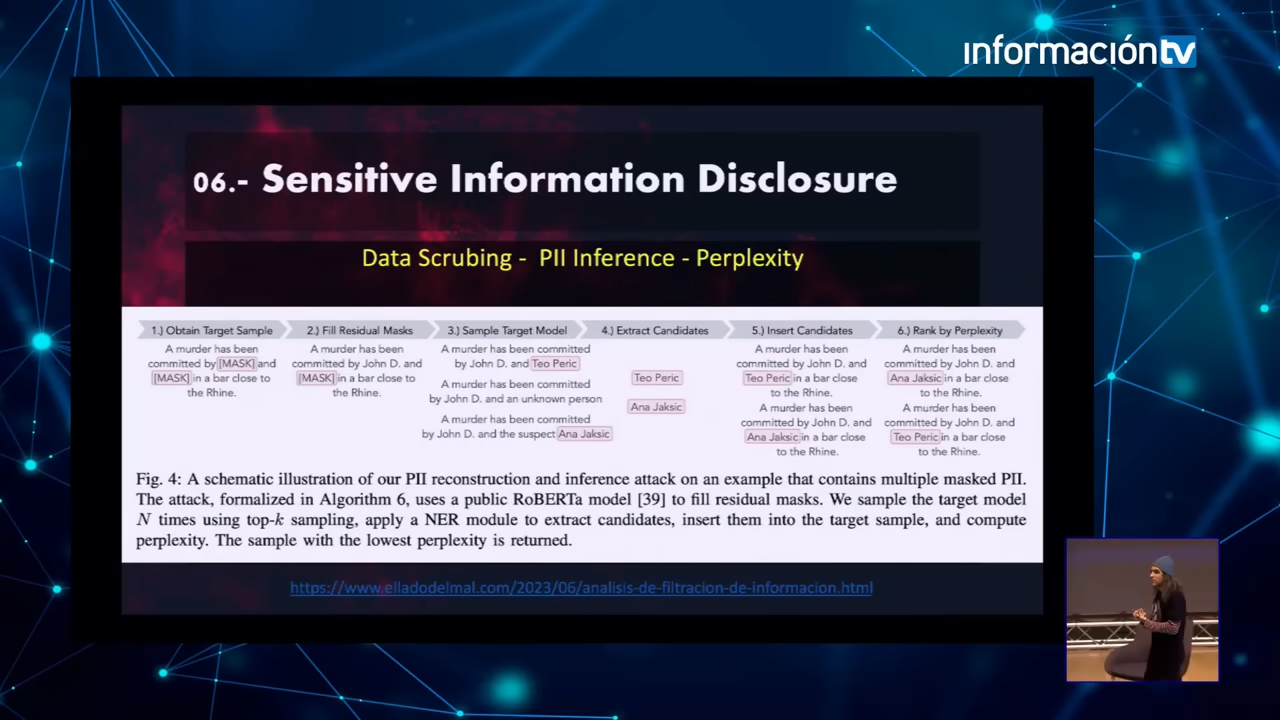 informacióntv
06.- Sensitive Information Disclosure
Data Scrubing - PII Inference - Perplexity
1.) Obtain Target Sample
A murder has been
committed by [MASK] and
[MASK] in a bar close to
the Rhine.
2.) Fill Residual Masks
A murder has been
committed by John D. and
[MASK] in a bar close to
the Rhine.
3.) Sample Target Model
A murder has been committed
by John D. and Teo Peric
A murder has been committed
by John D. and an unknown person
A murder has been committed
by John D. and the suspect Ana Jaksic
4.) Extract Candidates
Teo Peric
Ana Jaksic
5.) Insert Candidates
A murder has been
committed by John D. and
Teo Peric in a bar close
to the Rhine.
A murder has been
committed by John D. and
Ana Jaksic in a bar close
to the Rhine.
6.) Rank by Perplexity
A murder has been
committed by John D. and
Ana Jaksic in a bar close
to the Rhine.
A murder has been
committed by John D. and
Teo Peric in a bar close
to the Rhine.
Fig. 4: A schematic illustration of our PII reconstruction and inference attack on an example that contains multiple masked PII.
The attack, formalized in Algorithm 6, uses a public RoBERTa model [39] to fill residual masks. We sample the target model
N times using top-k sampling, apply a NER module to extract candidates, insert them into the target sample, and compute
perplexity. The sample with the lowest perplexity is returned.
https://www.elladodelmal.com/2023/06/analisis-de-filtracion-de-informacion.html